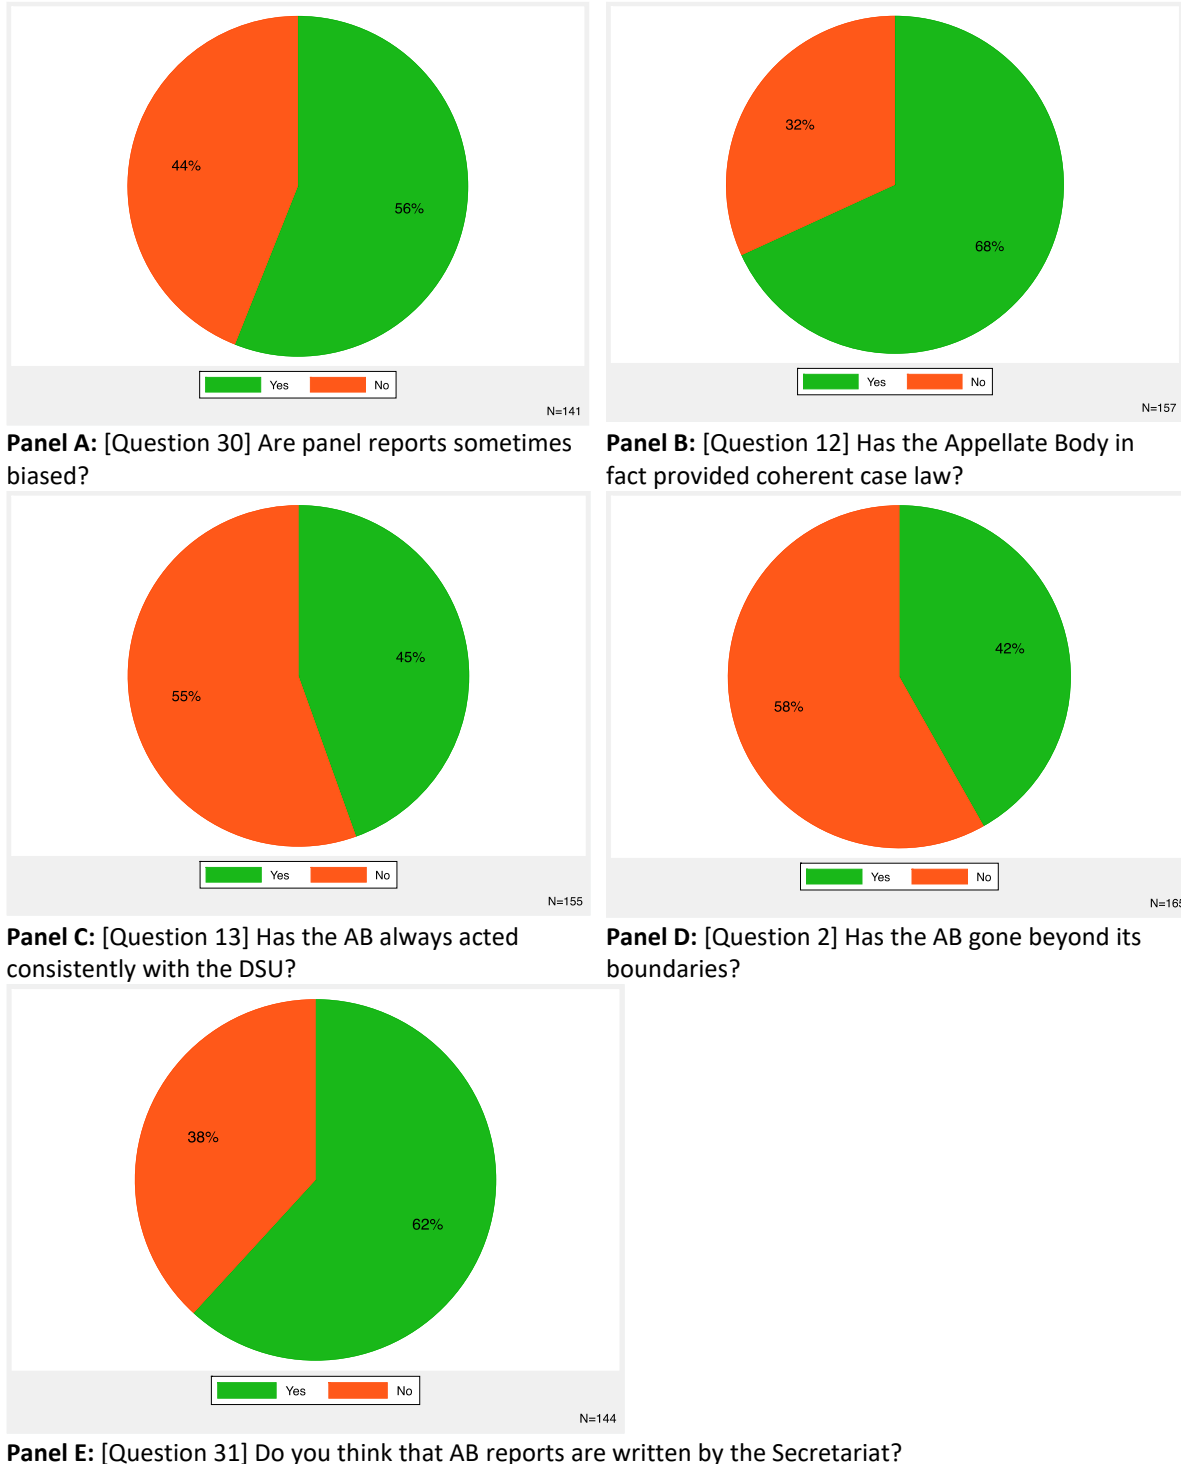 44%
56%
Yes No
N=141
32%
68%
Yes No
N=157
Panel A: [Question 30] Are panel reports sometimes
biased?
Panel B: [Question 12] Has the Appellate Body in
fact provided coherent case law?
45%
55%
Yes No
N=155
42%
58%
Yes No
N=165
Panel C: [Question 13] Has the AB always acted
consistently with the DSU?
Panel D: [Question 2] Has the AB gone beyond its
boundaries?
38%
62%
Yes No
N=144
Panel E: [Question 31] Do you think that AB reports are written by the Secretariat?